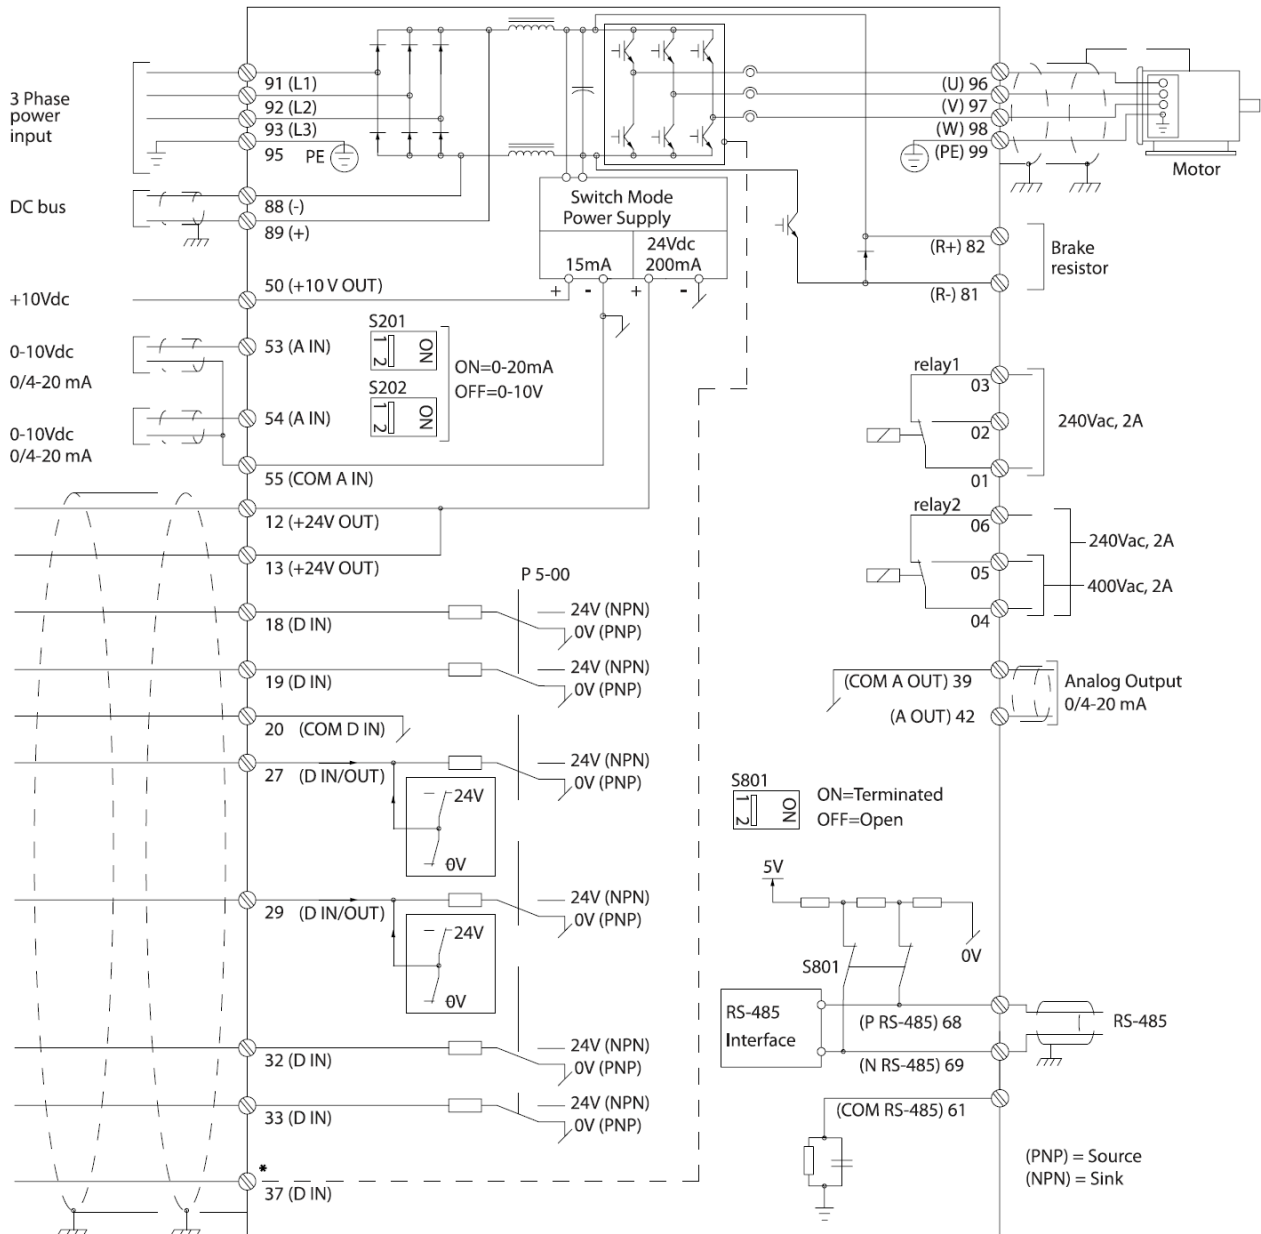 3 Phase
power
input
91 (L1)
92 (L2)
93 (L3)
95 PE
DC bus
88 (-)
89 (+)
+10Vdc
50 (+10 V OUT)
0-10Vdc
0/4-20 mA
53 (A IN)
0-10Vdc
0/4-20 mA
54 (A IN)
55 (COM A IN)
12 (+24V OUT)
13 (+24V OUT)
18 (D IN)
19 (D IN)
20 (COM D IN)
27 (D IN/OUT)
29 (D IN/OUT)
32 (D IN)
33 (D IN)
*
37 (D IN)
S201
1 2 ON
S202
1 2 ON
ON=0-20mA
OFF=0-10V
Switch Mode
Power Supply
24Vdc
15mA 200mA
+ - + -
P 5-00
24V (NPN)
0V (PNP)
24V (NPN)
0V (PNP)
24V (NPN)
0V (PNP)
24V
0V
24V (NPN)
0V (PNP)
24V
0V
24V (NPN)
0V (PNP)
24V (NPN)
0V (PNP)
(U) 96
(V) 97
(W) 98
(PE) 99
Motor
(R+) 82
(R-) 81
Brake
resistor
relay1
03
02
01
240Vac, 2A
relay2
06
05
04
240Vac, 2A
400Vac, 2A
(COM A OUT) 39
(A OUT) 42
Analog Output
0/4-20 mA
S801
1 2 ON
ON=Terminated
OFF=Open
5V
0V
S801
RS-485
Interface
(P RS-485) 68
(N RS-485) 69
(COM RS-485) 61
RS-485
(PNP) = Source
(NPN) = Sink